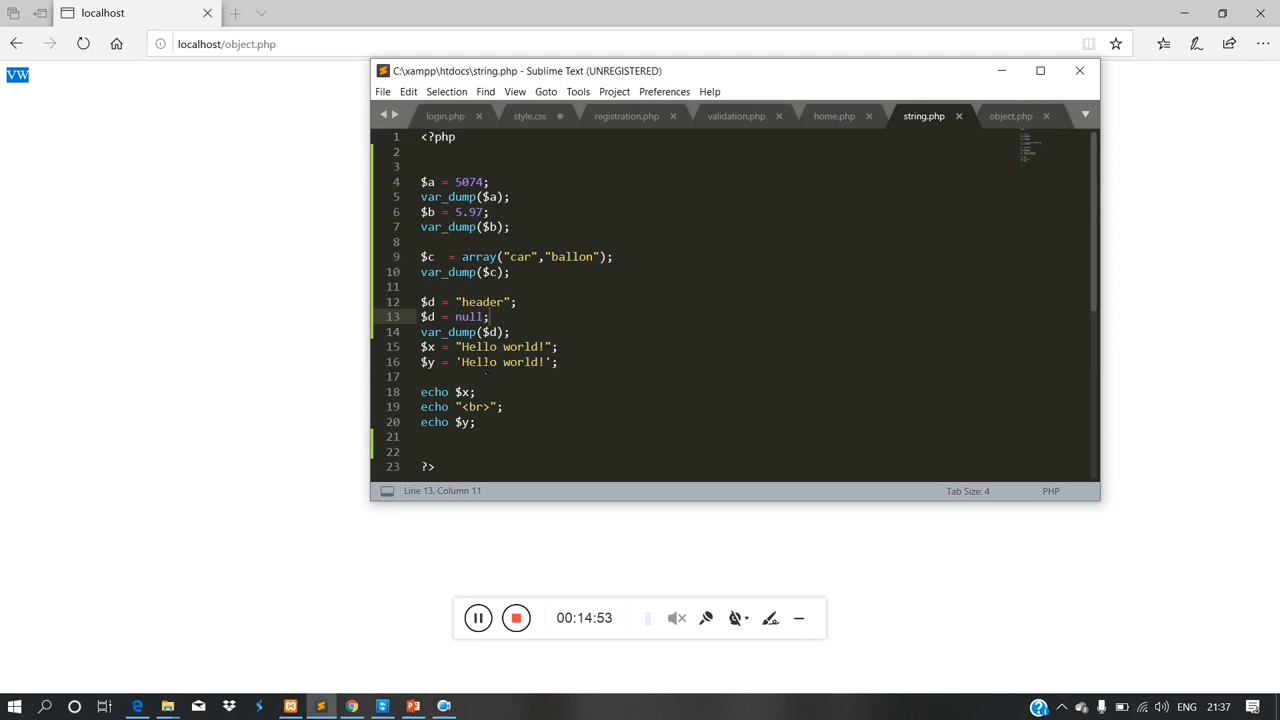 localhost
localhost/object.php
VW
C:\xampp\htdocs\string.php - Sublime Text (UNREGISTERED)
File Edit Selection Find View Goto Tools Project Preferences Help
login.php style.css registration.php validation.php home.php string.php object.php
1 <?php
2
3
4 $a = 5074;
5 var_dump($a);
6 $b = 5.97;
7 var_dump($b);
8
9 $c  = array("car","ballon");
10 var_dump($c);
11
12 $d = "header";
13 $d = null;
14 var_dump($d);
15 $x = "Hello world!";
16 $y = 'Hello world!';
17
18 echo $x;
19 echo "<br>";
20 echo $y;
21
22
23 ?>
Line 13, Column 11 Tab Size: 4 PHP
00:14:53
ENG 21:37